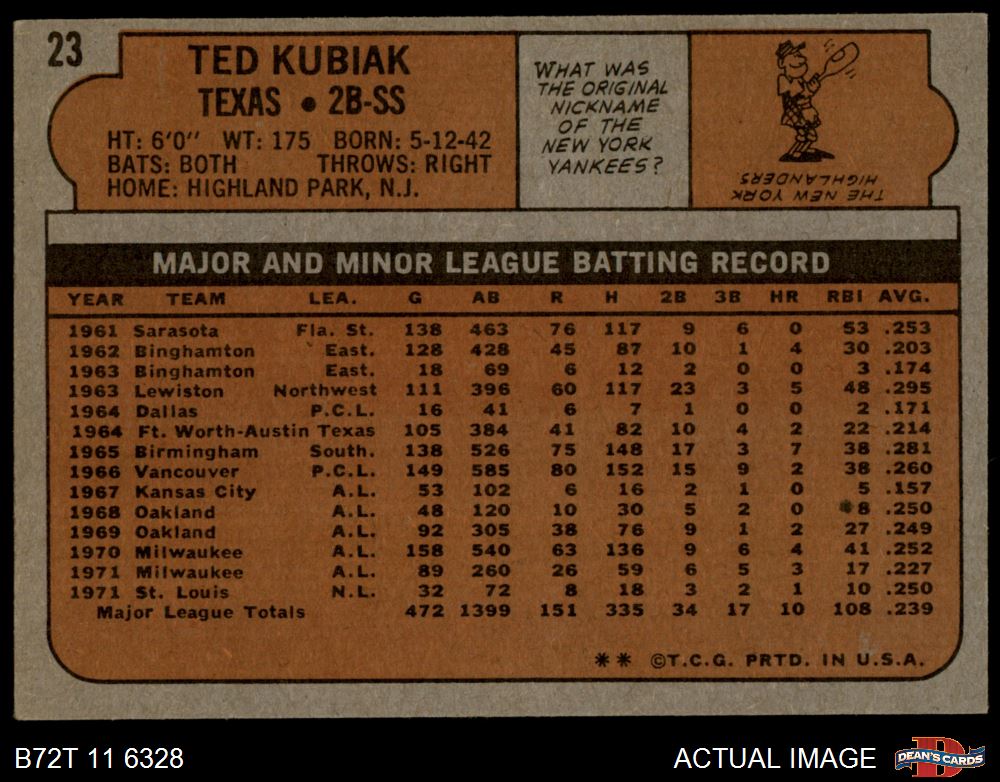 23
TED KUBIAK
TEXAS • 2B-SS
HT: 6'0" WT: 175 BORN: 5-12-42
BATS: BOTH THROWS: RIGHT
HOME: HIGHLAND PARK, N.J.
WHAT WAS
THE ORIGINAL
NICKNAME
OF THE
NEW YORK
YANKEES?
THE NEW YORK
HIGHLANDERS
MAJOR AND MINOR LEAGUE BATTING RECORD
YEAR TEAM LEA. G AB R H 2B 3B HR RBI AVG.
1961 Sarasota Fla. St. 138 463 76 117 9 6 0 53 .253
1962 Binghamton East. 128 428 45 87 10 1 4 30 .203
1963 Binghamton East. 18 69 6 12 2 0 0 3 .174
1963 Lewiston Northwest 111 396 60 117 23 3 5 48 .295
1964 Dallas P.C.L. 16 41 6 7 1 0 0 2 .171
1964 Ft. Worth-Austin Texas 105 384 41 82 10 4 2 22 .214
1965 Birmingham South. 138 526 75 148 17 3 7 38 .281
1966 Vancouver P.C.L. 149 585 80 152 15 9 2 38 .260
1967 Kansas City A.L. 53 102 6 16 2 1 0 5 .157
1968 Oakland A.L. 48 120 10 30 5 2 0 8 .250
1969 Oakland A.L. 92 305 38 76 9 1 2 27 .249
1970 Milwaukee A.L. 158 540 63 136 9 6 4 41 .252
1971 Milwaukee A.L. 89 260 26 59 6 5 3 17 .227
1971 St. Louis N.L. 32 72 8 18 3 2 1 10 .250
Major League Totals 472 1399 151 335 34 17 10 108 .239
** ©T.C.G. PRTD. IN U.S.A.
B72T 11 6328
ACTUAL IMAGE
D
DEAN'S CARDS